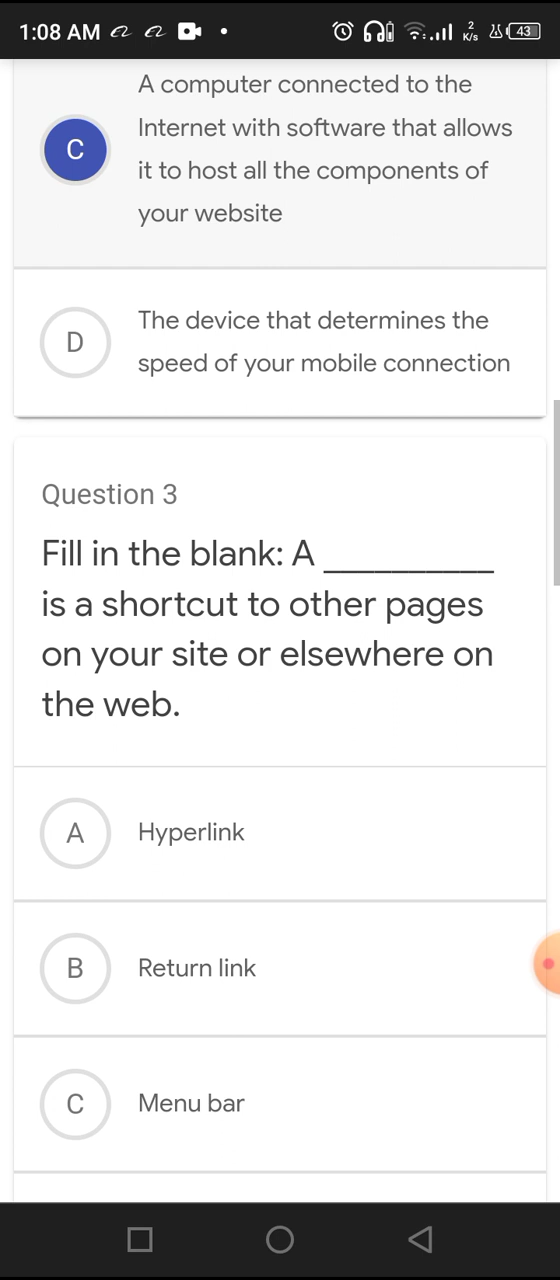 1:08 AM
2
K/s
43
A computer connected to the
C
Internet with software that allows
it to host all the components of
your website
D
The device that determines the
speed of your mobile connection
Question 3
Fill in the blank: A __________
is a shortcut to other pages
on your site or elsewhere on
the web.
A Hyperlink
B Return link
C Menu bar